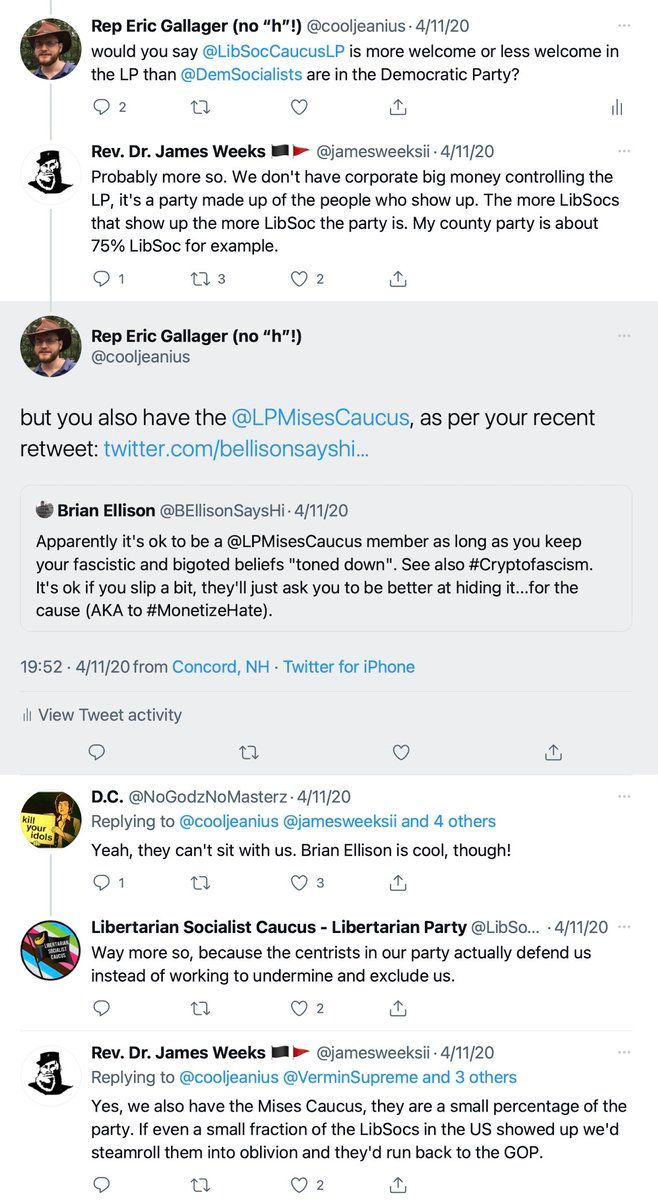 Rep Eric Gallager (no “h”!) @cooljeanius · 4/11/20
would you say @LibSocCaucusLP is more welcome or less welcome in
the LP than @DemSocialists are in the Democratic Party?
2
Rev. Dr. James Weeks 🏴🚩 @jamesweeksii · 4/11/20
Probably more so. We don't have corporate big money controlling the
LP, it's a party made up of the people who show up. The more LibSocs
that show up the more LibSoc the party is. My county party is about
75% LibSoc for example.
1 3 2
Rep Eric Gallager (no “h”!)
@cooljeanius
but you also have the @LPMisesCaucus, as per your recent
retweet: twitter.com/bellisonsayshi...
Brian Ellison @BEllisonSaysHi · 4/11/20
Apparently it's ok to be a @LPMisesCaucus member as long as you keep
your fascistic and bigoted beliefs "toned down". See also #Cryptofascism.
It's ok if you slip a bit, they'll just ask you to be better at hiding it...for the
cause (AKA to #MonetizeHate).
19:52 · 4/11/20 from Concord, NH · Twitter for iPhone
View Tweet activity
D.C. @NoGodzNoMasterz · 4/11/20
kill
your
idols
Replying to @cooljeanius @jamesweeksii and 4 others
Yeah, they can't sit with us. Brian Ellison is cool, though!
1 3
Libertarian Socialist Caucus - Libertarian Party @LibSo... · 4/11/20
LIBERTARIAN
SOCIALIST
CAUCUS
Way more so, because the centrists in our party actually defend us
instead of working to undermine and exclude us.
2
Rev. Dr. James Weeks 🏴🚩 @jamesweeksii · 4/11/20
Replying to @cooljeanius @VerminSupreme and 3 others
Yes, we also have the Mises Caucus, they are a small percentage of the
party. If even a small fraction of the LibSocs in the US showed up we'd
steamroll them into oblivion and they'd run back to the GOP.
2